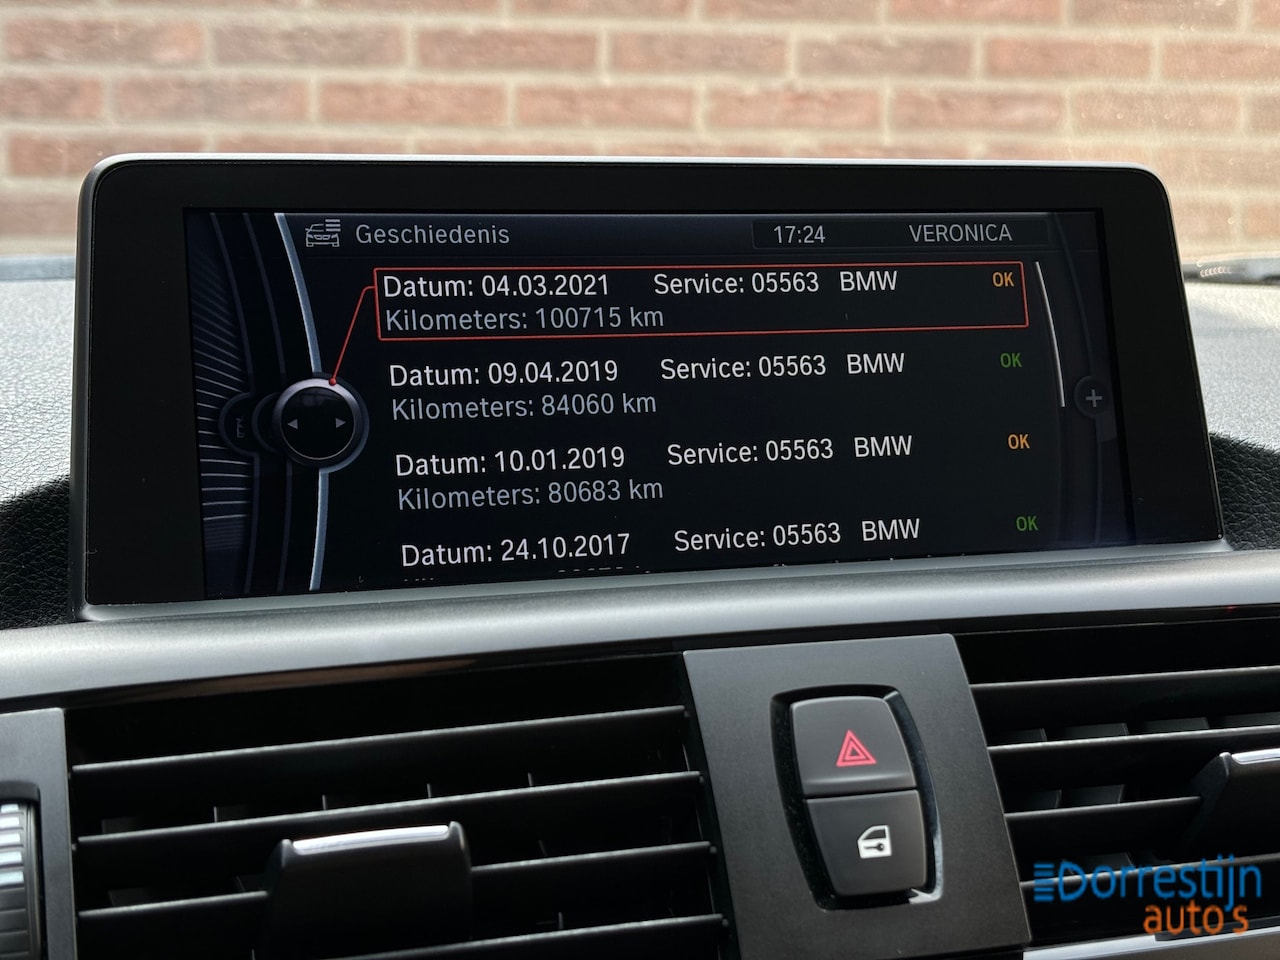 Geschiedenis 17:24 VERONICA
Datum: 04.03.2021 Service: 05563 BMW OK
Kilometers: 100715 km
Datum: 09.04.2019 Service: 05563 BMW OK
Kilometers: 84060 km
Datum: 10.01.2019 Service: 05563 BMW OK
Kilometers: 80683 km
Datum: 24.10.2017 Service: 05563 BMW OK
Dorrestijn
auto's